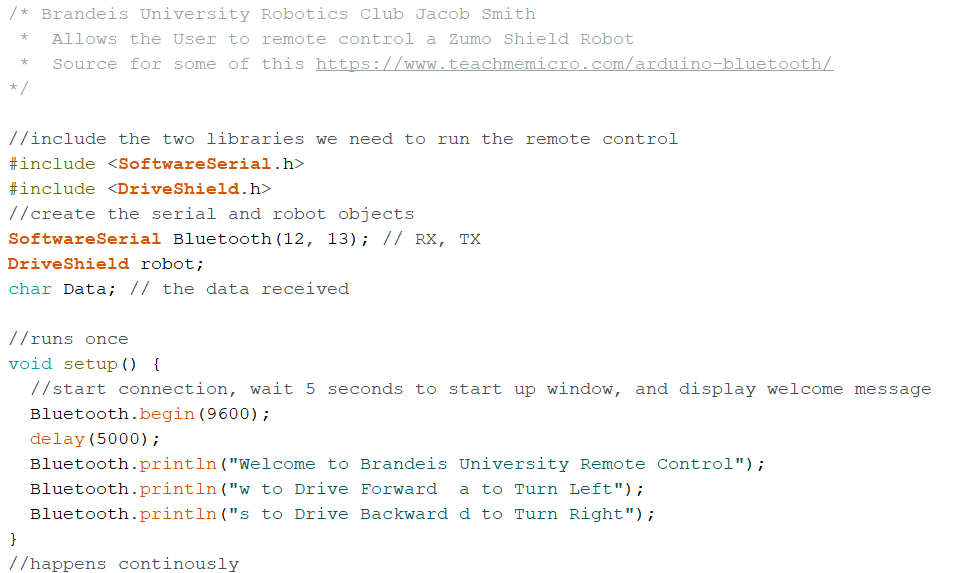 /* Brandeis University Robotics Club Jacob Smith
 *  Allows the User to remote control a Zumo Shield Robot
 *  Source for some of this https://www.teachmemicro.com/arduino-bluetooth/
*/

//include the two libraries we need to run the remote control
#include <SoftwareSerial.h>
#include <DriveShield.h>
//create the serial and robot objects
SoftwareSerial Bluetooth(12, 13); // RX, TX
DriveShield robot;
char Data; // the data received

//runs once
void setup() {
  //start connection, wait 5 seconds to start up window, and display welcome message
  Bluetooth.begin(9600);
  delay(5000);
  Bluetooth.println("Welcome to Brandeis University Remote Control");
  Bluetooth.println("w to Drive Forward  a to Turn Left");
  Bluetooth.println("s to Drive Backward d to Turn Right");
}
//happens continously